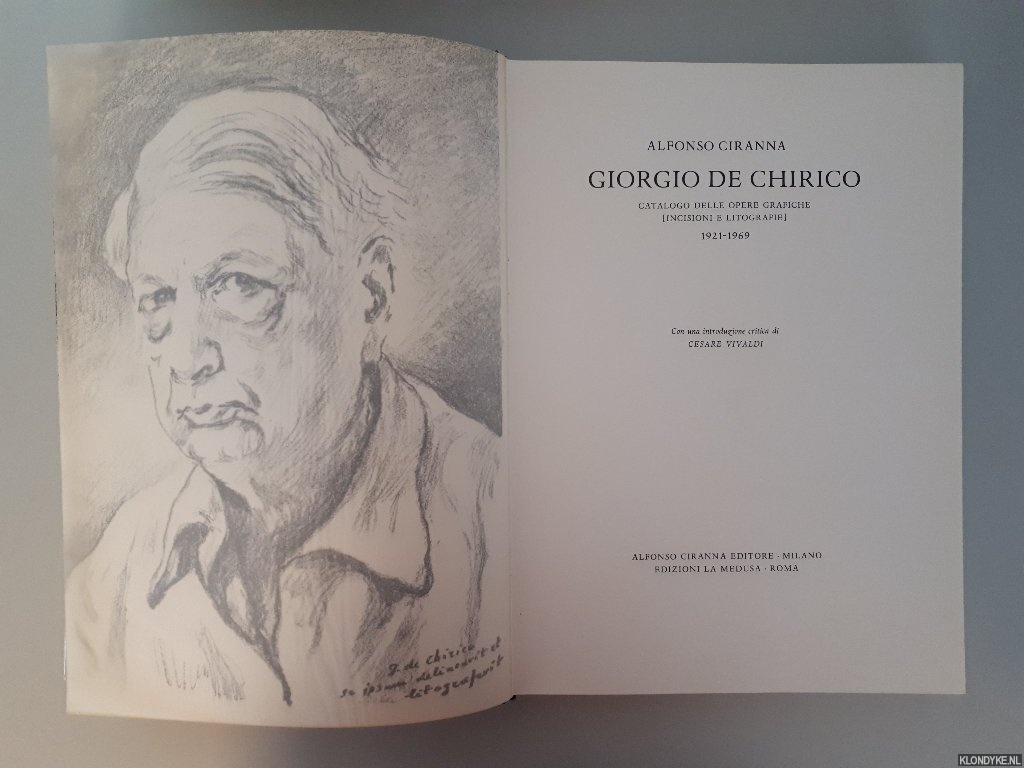 g. de Chirico
se ipsum delineavit et
litografavit
ALFONSO CIRANNA
GIORGIO DE CHIRICO
CATALOGO DELLE OPERE GRAFICHE
[INCISIONI E LITOGRAFIE]
1921-1969
Con una introduzione critica di
CESARE VIVALDI
ALFONSO CIRANNA EDITORE · MILANO
EDIZIONI LA MEDUSA · ROMA
KLONDYKE.NL